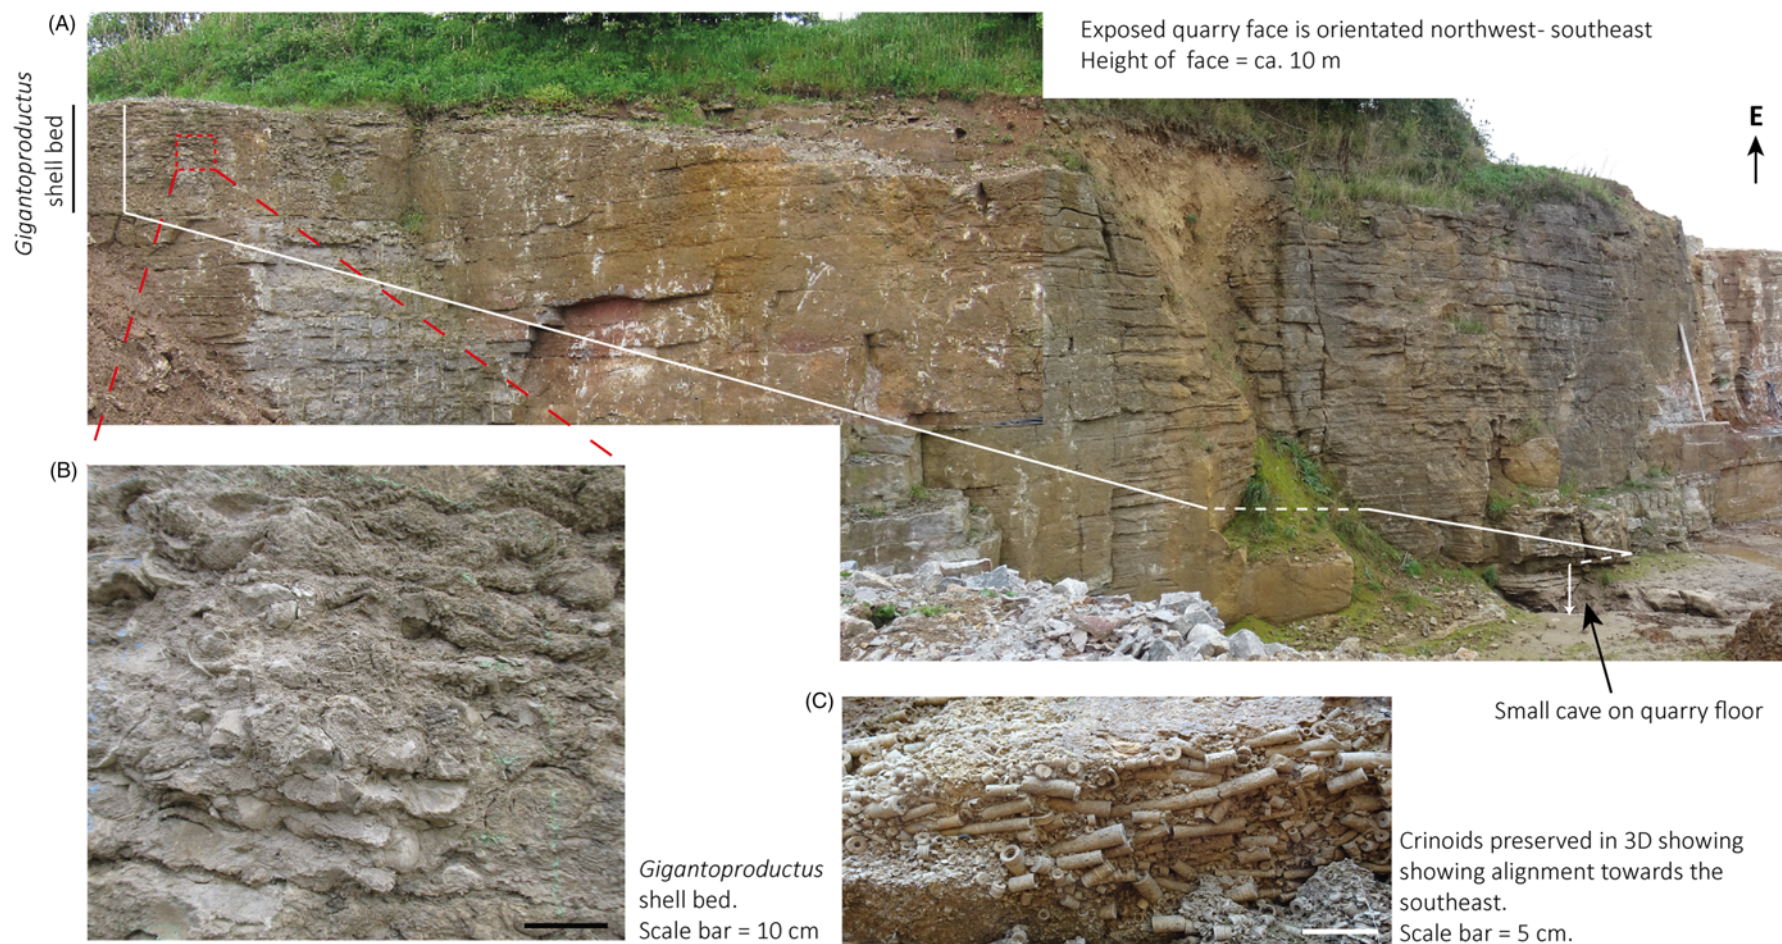 (A)
Exposed quarry face is orientated northwest- southeast
Height of face = ca. 10 m
Gigantoproductus
shell bed
E
(B)
Gigantoproductus
shell bed.
Scale bar = 10 cm
(C)
Small cave on quarry floor
Crinoids preserved in 3D showing
showing alignment towards the
southeast.
Scale bar = 5 cm.